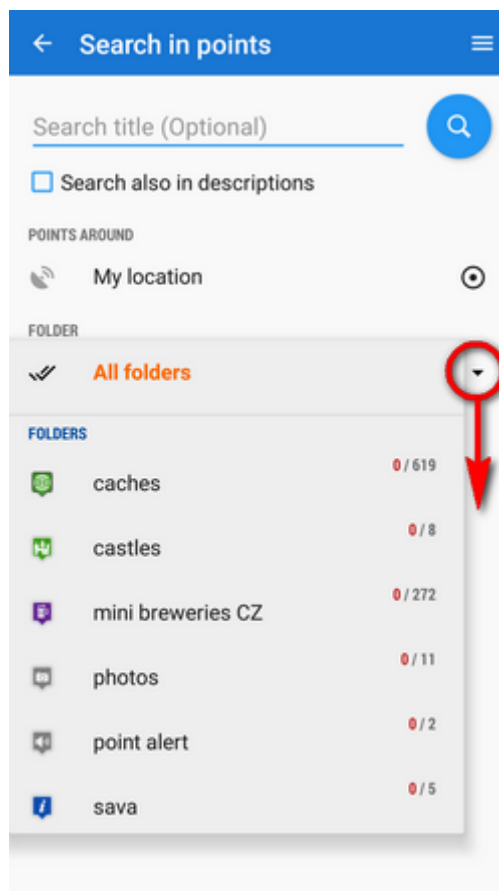 Search in points
Search title (Optional)
Search also in descriptions
POINTS AROUND
My location
FOLDER
All folders
FOLDERS
caches 0 / 619
castles 0 / 8
mini breweries CZ 0 / 272
photos 0 / 11
point alert 0 / 2
sava 0 / 5